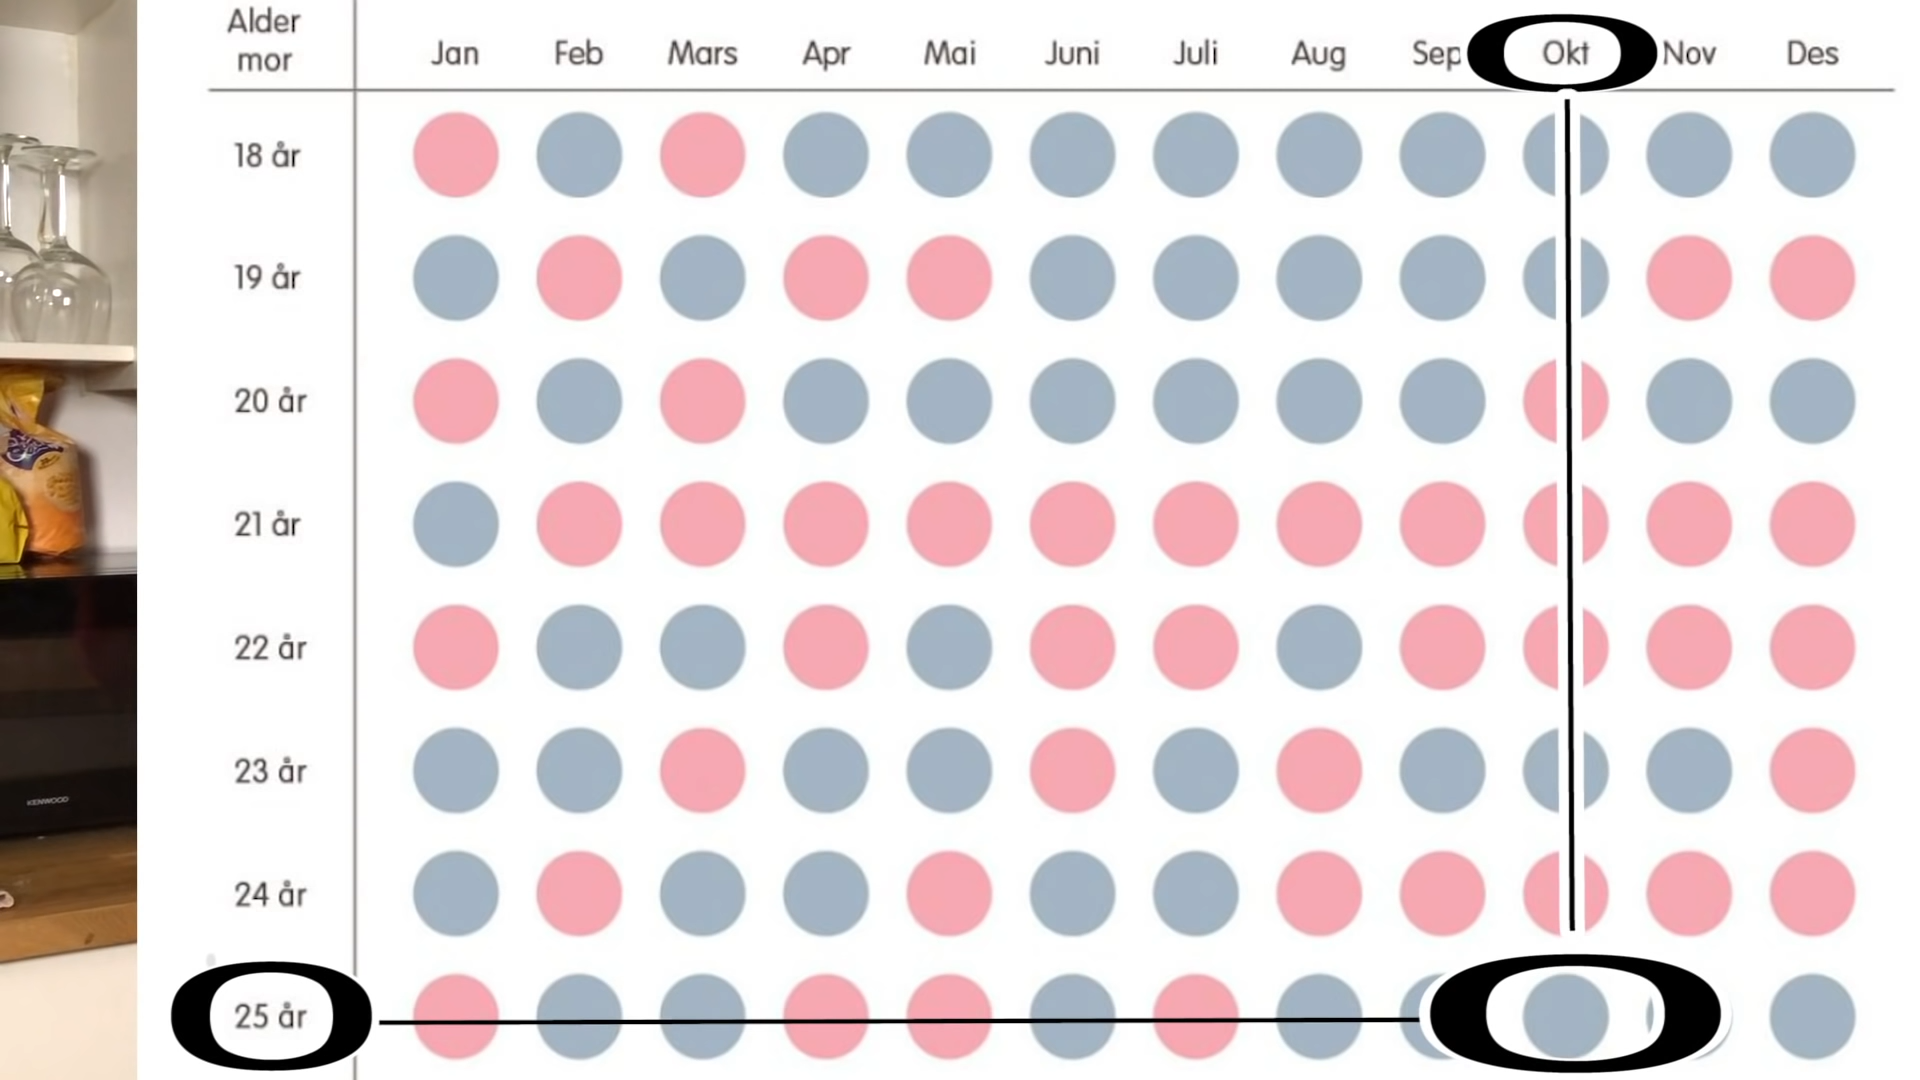 Alder
mor
Jan Feb Mars Apr Mai Juni Juli Aug Sep Okt Nov Des
18 år
19 år
20 år
21 år
22 år
23 år
24 år
25 år
KENWOOD